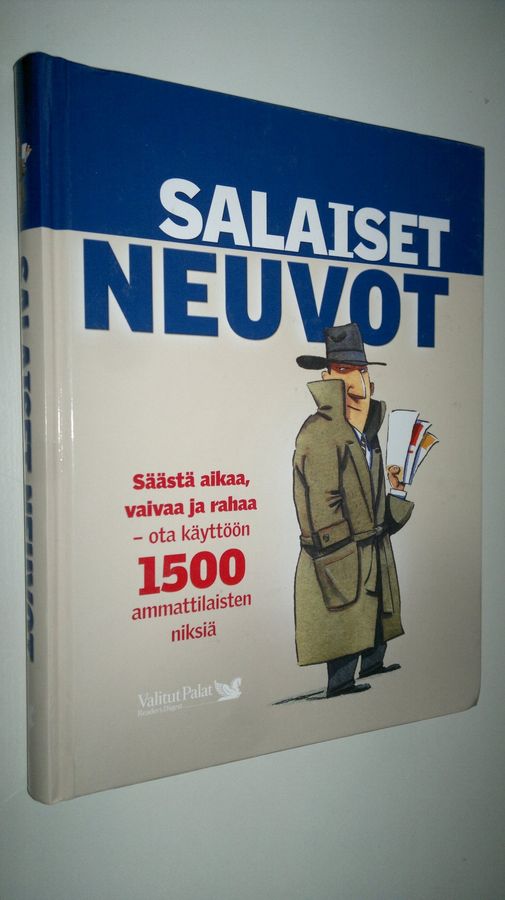 SALAISET
NEUVOT
Säästä aikaa,
vaivaa ja rahaa
– ota käyttöön
1500
ammattilaisten
niksiä
Valitut Palat
Reader's Digest
SALAISET NEUVOT